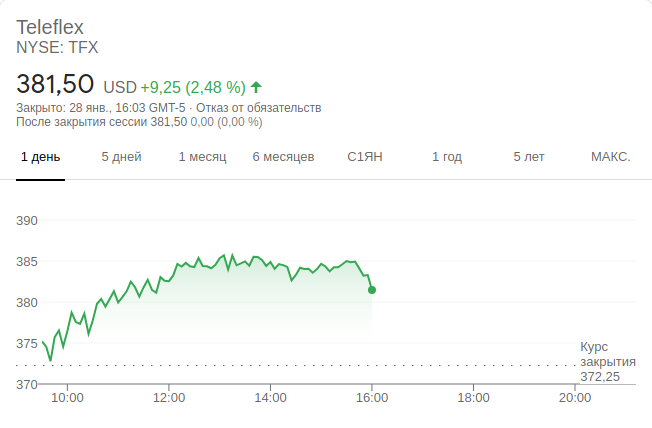 Teleflex
NYSE: TFX
381,50 USD +9,25 (2,48 %)
Закрыто: 28 янв., 16:03 GMT-5 · Отказ от обязательств
После закрытия сессии 381,50 0,00 (0,00 %)
1 день 5 дней 1 месяц 6 месяцев С1ЯН 1 год 5 лет МАКС.
390
385
380
375
370
Курс
закрытия
372,25
10:00 12:00 14:00 16:00 18:00 20:00